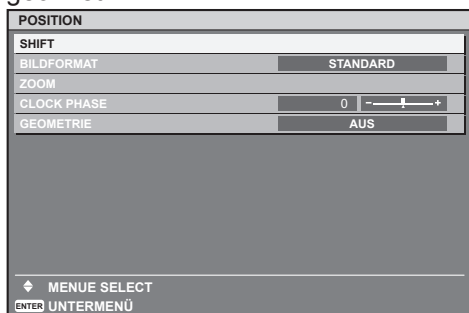 POSITION
SHIFT
BILDFORMAT STANDARD
ZOOM
CLOCK PHASE 0 - +
GEOMETRIE AUS
MENUE SELECT
ENTER UNTERMENÜ